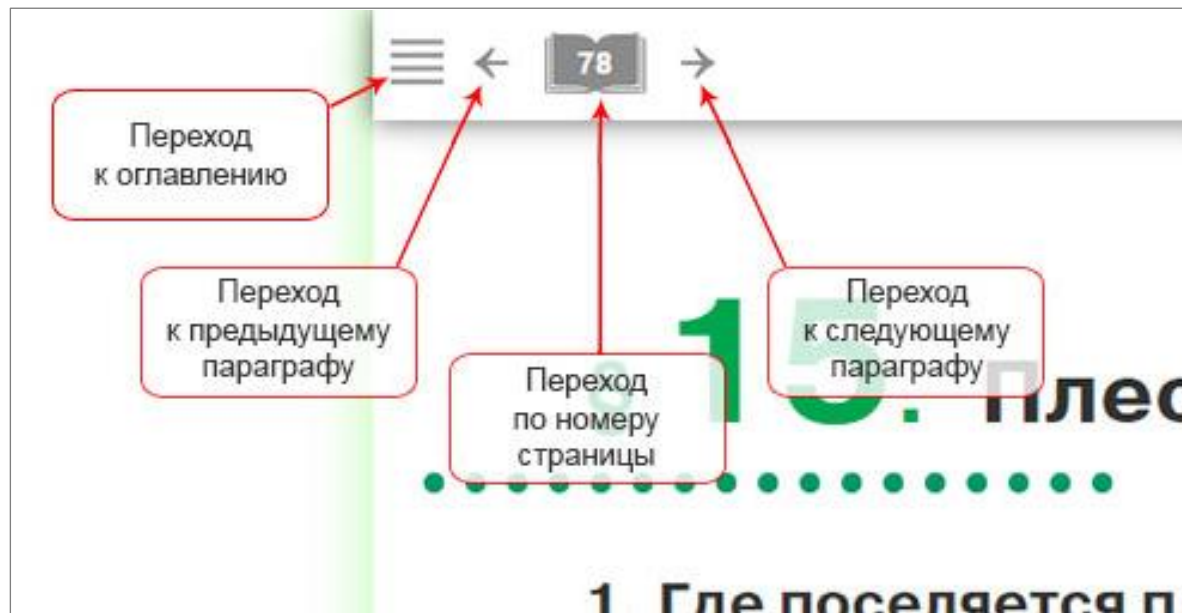 78
Переход
к оглавлению
Переход
к предыдущему
параграфу
Переход
по номеру
страницы
Переход
к следующему
параграфу
§ 15. Плес
1. Где поселяется п